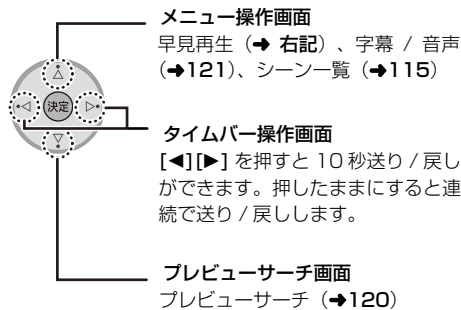 メニュー操作画面
早見再生(➔ 右記)、字幕 / 音声
(➔121)、シーン一覧(➔115)
決定
タイムバー操作画面
[◀][▶] を押すと 10 秒送り / 戻し
ができます。押したままにすると連
続で送り / 戻しします。
プレビューサーチ画面
プレビューサーチ(➔120)